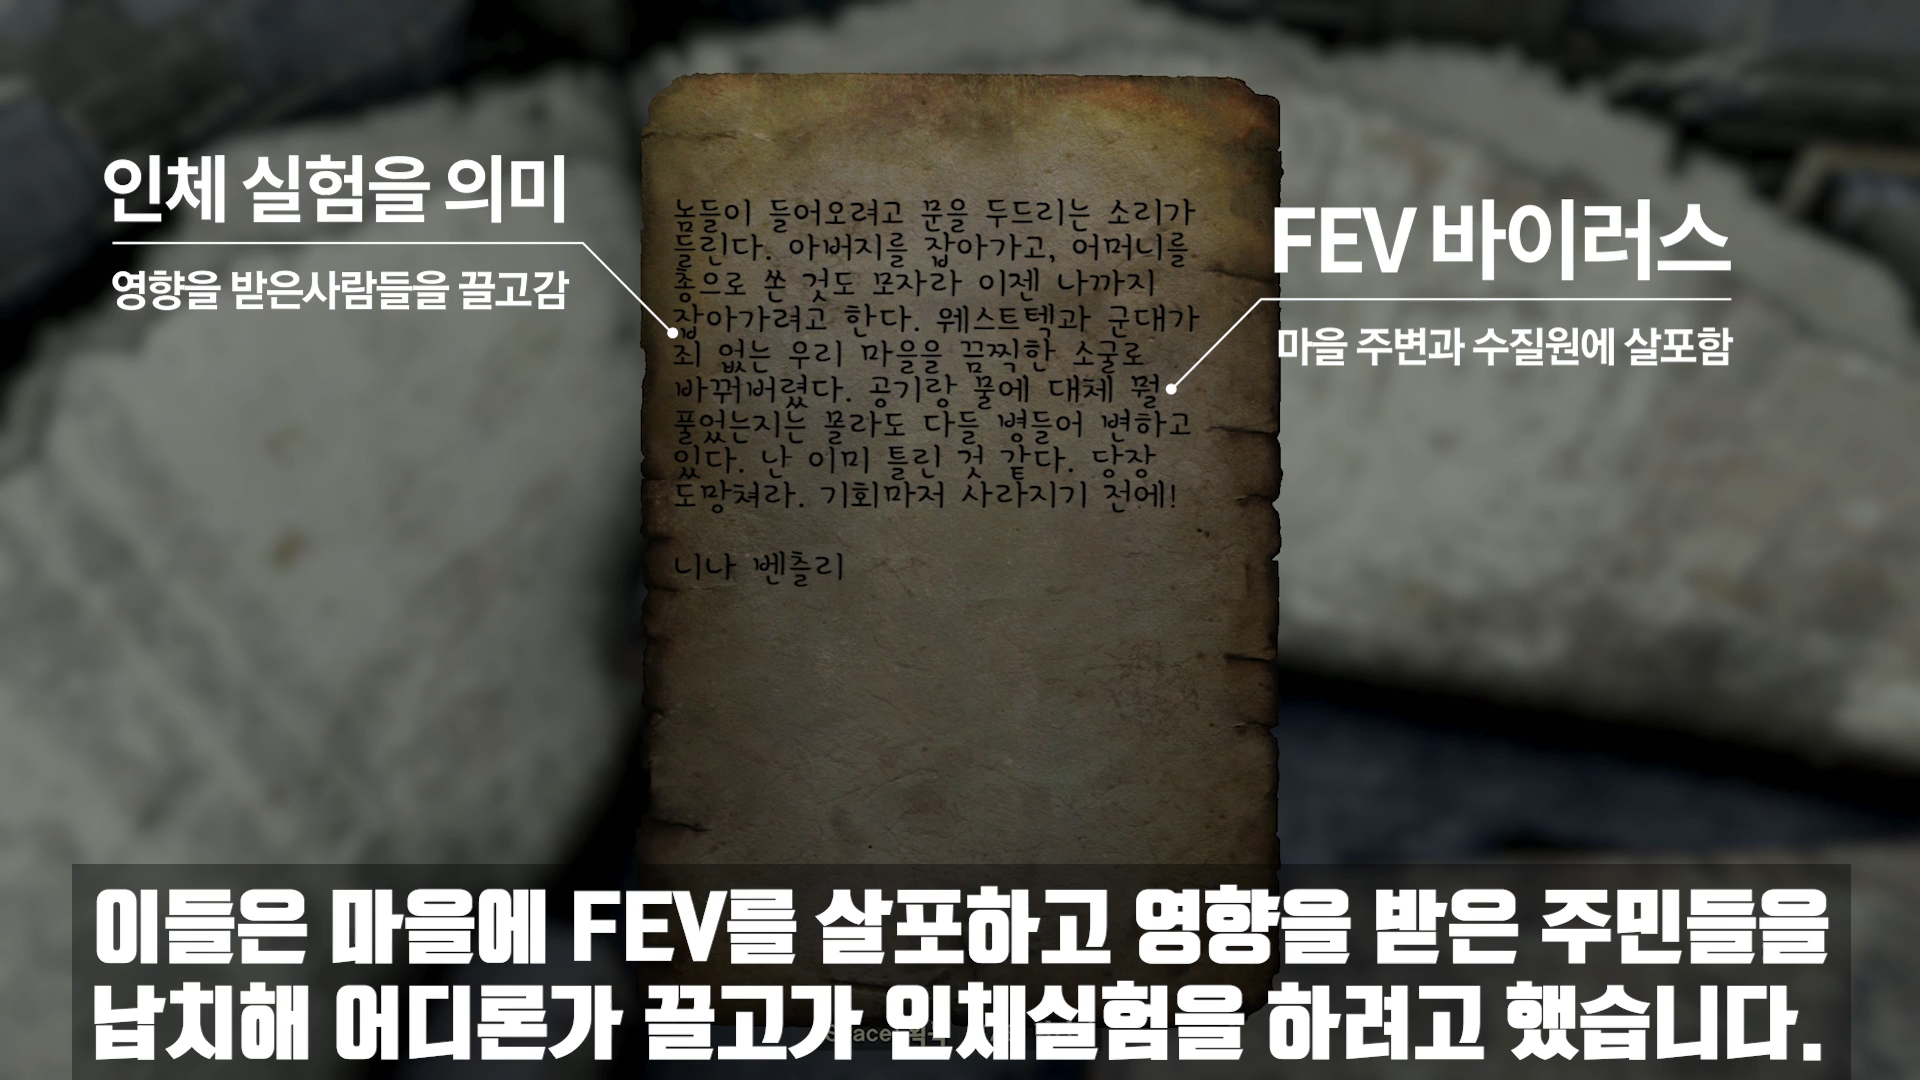 인체 실험을 의미
영향을 받은사람들을 끌고감
놈들이 들어오려고 문을 두드리는 소리가
들린다. 아버지를 잡아가고, 어머니를
총으로 쏜 것도 모자라 이젠 나까지
잡아가려고 한다. 웨스트텍과 군대가
죄 없는 우리 마을을 끔찍한 소굴로
바꿔버렸다. 공기랑 물에 대체 뭘
풀었는지는 몰라도 다들 병들어 변하고
있다. 난 이미 틀린 것 같다. 당장
도망쳐라. 기회마저 사라지기 전에!
니나 벤츨리
FEV 바이러스
마을 주변과 수질원에 살포함
이들은 마을에 FEV를 살포하고 영향을 받은 주민들을
납치해 어디론가 끌고가 인체실험을 하려고 했습니다.